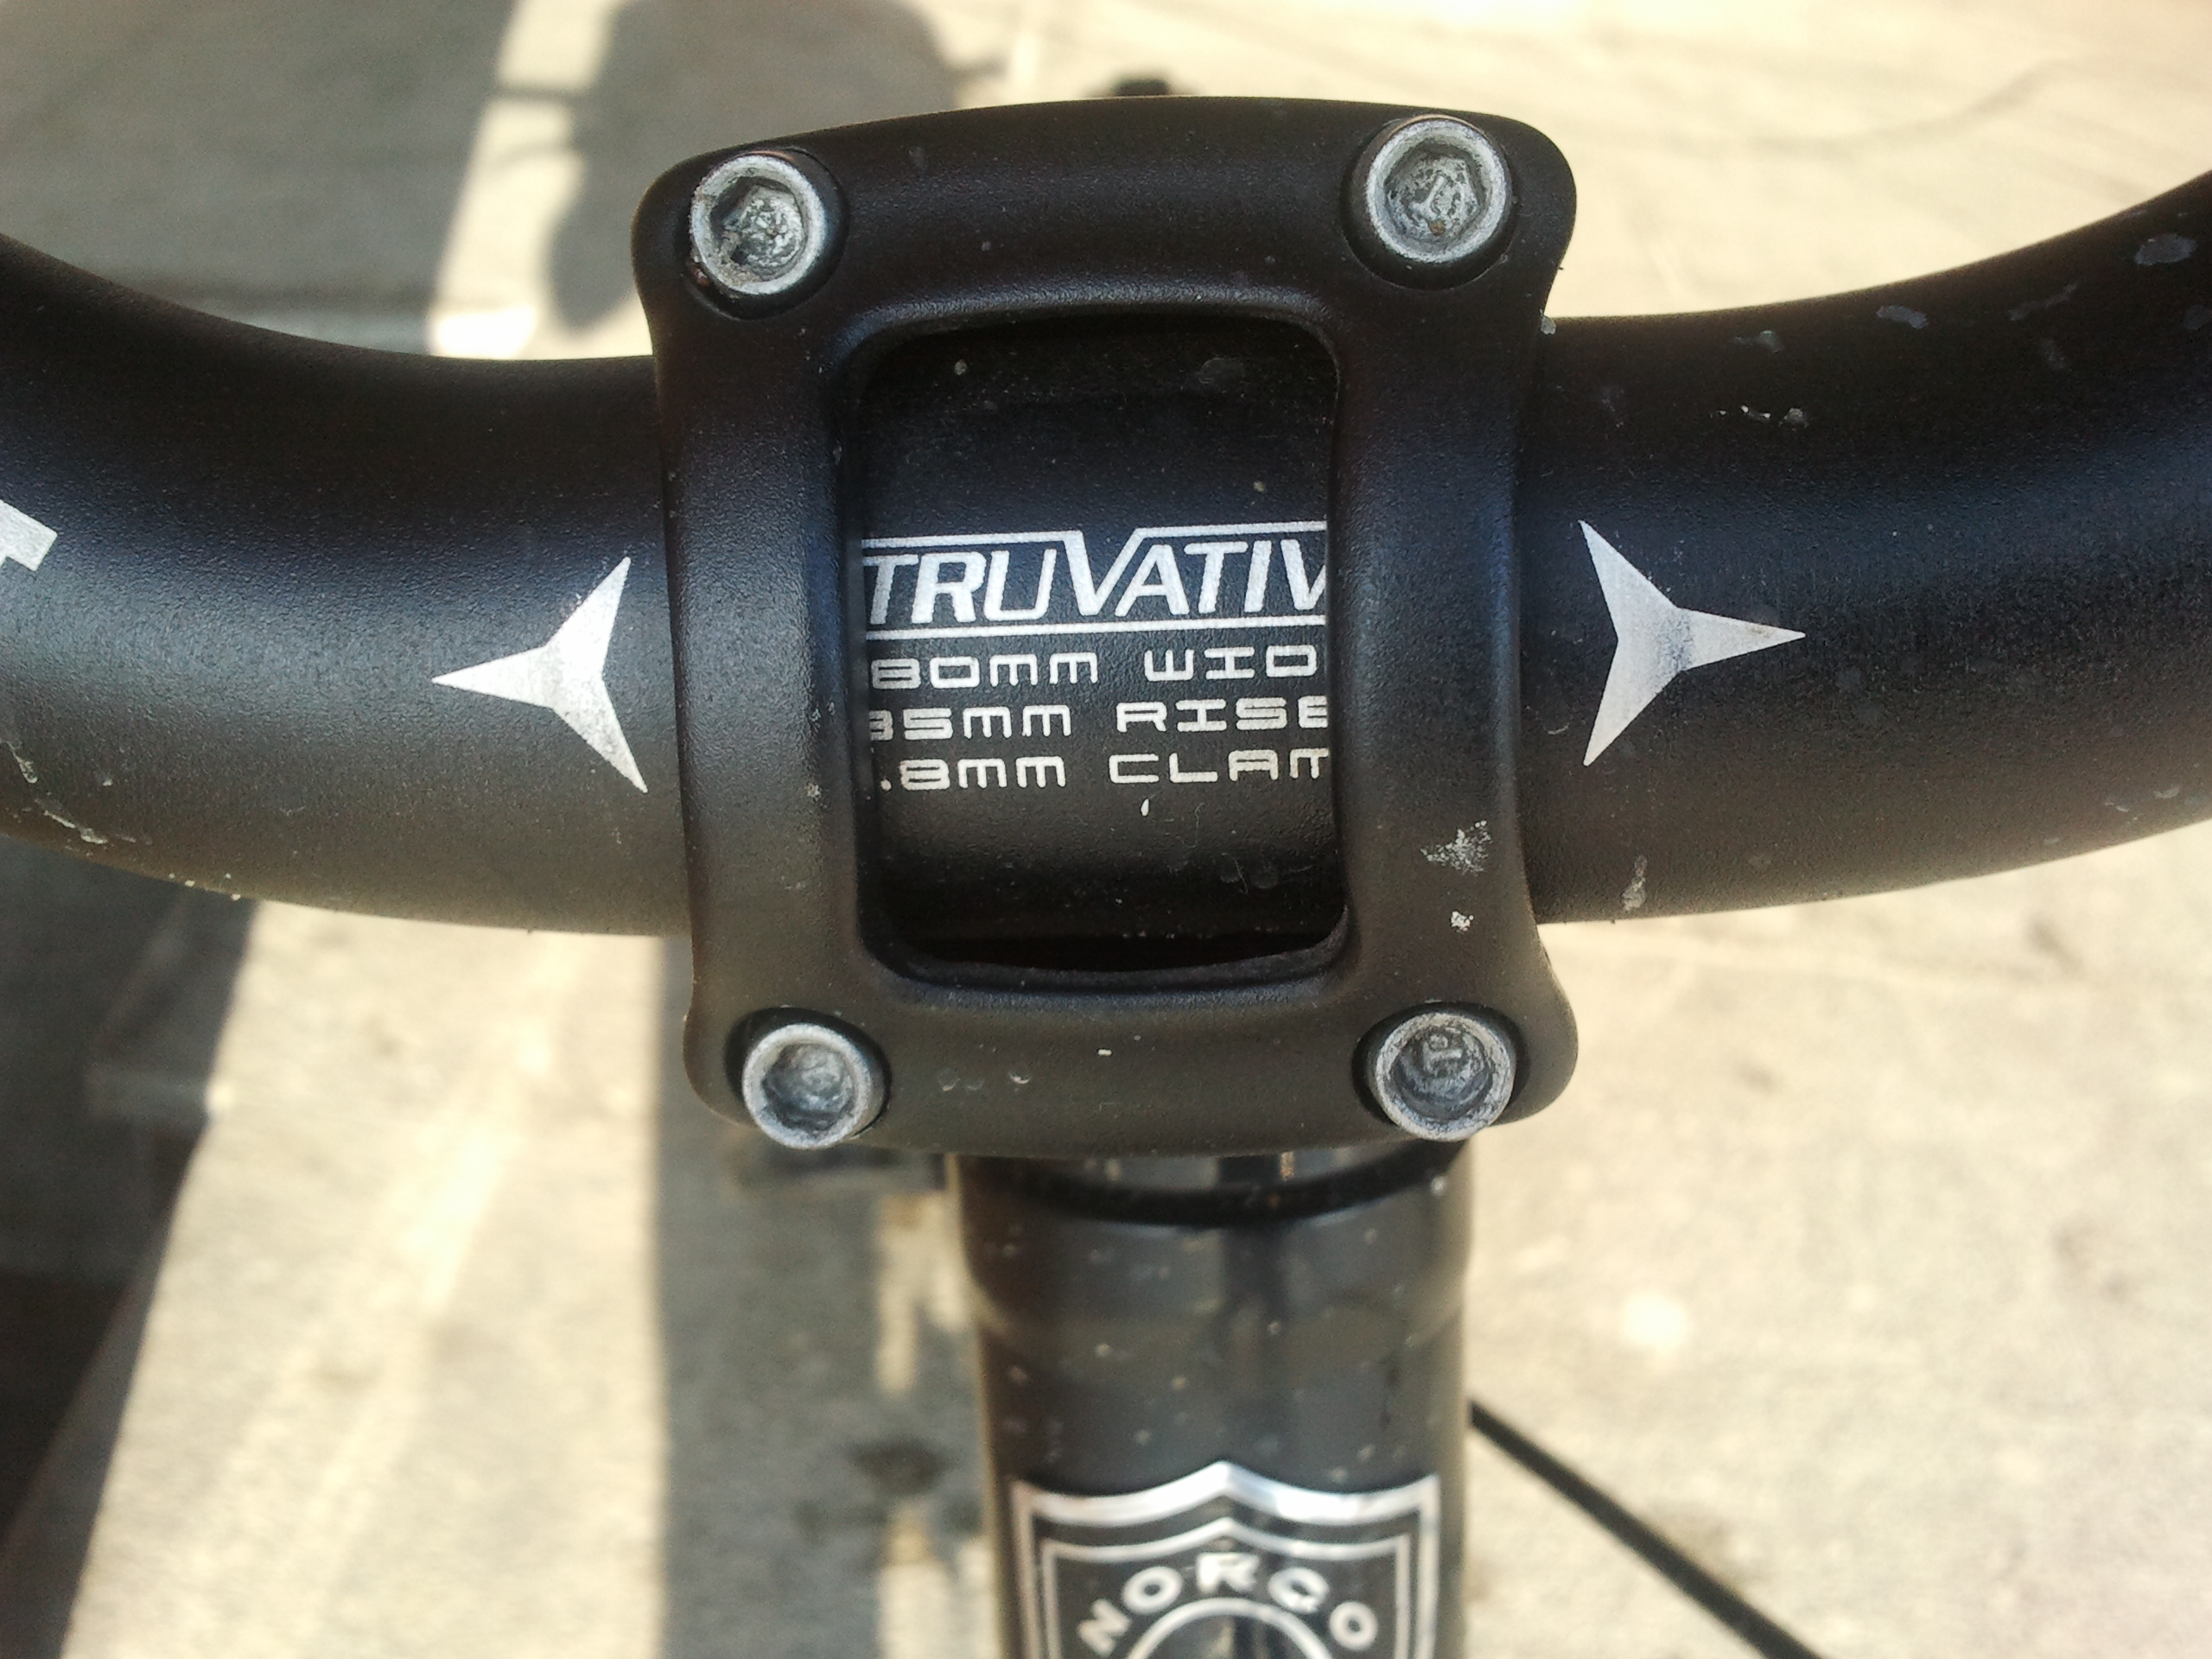 TRUVATIV
80mm WID
35mm RISE
.8mm CLAM
NORCO